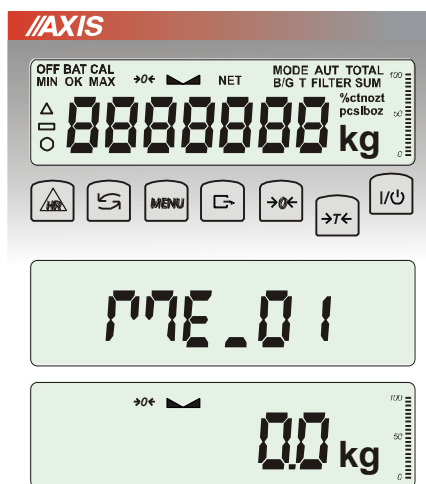 //AXIS
OFF BAT CAL →0← NET MODE AUT TOTAL 100
MIN OK MAX B/G T FILTER SUM
%ctnozt
pcslboz 50
8888888 kg
0
HR MENU →0← →T← I/⏻
ME_01
→0← 100
0.0 kg 50
0